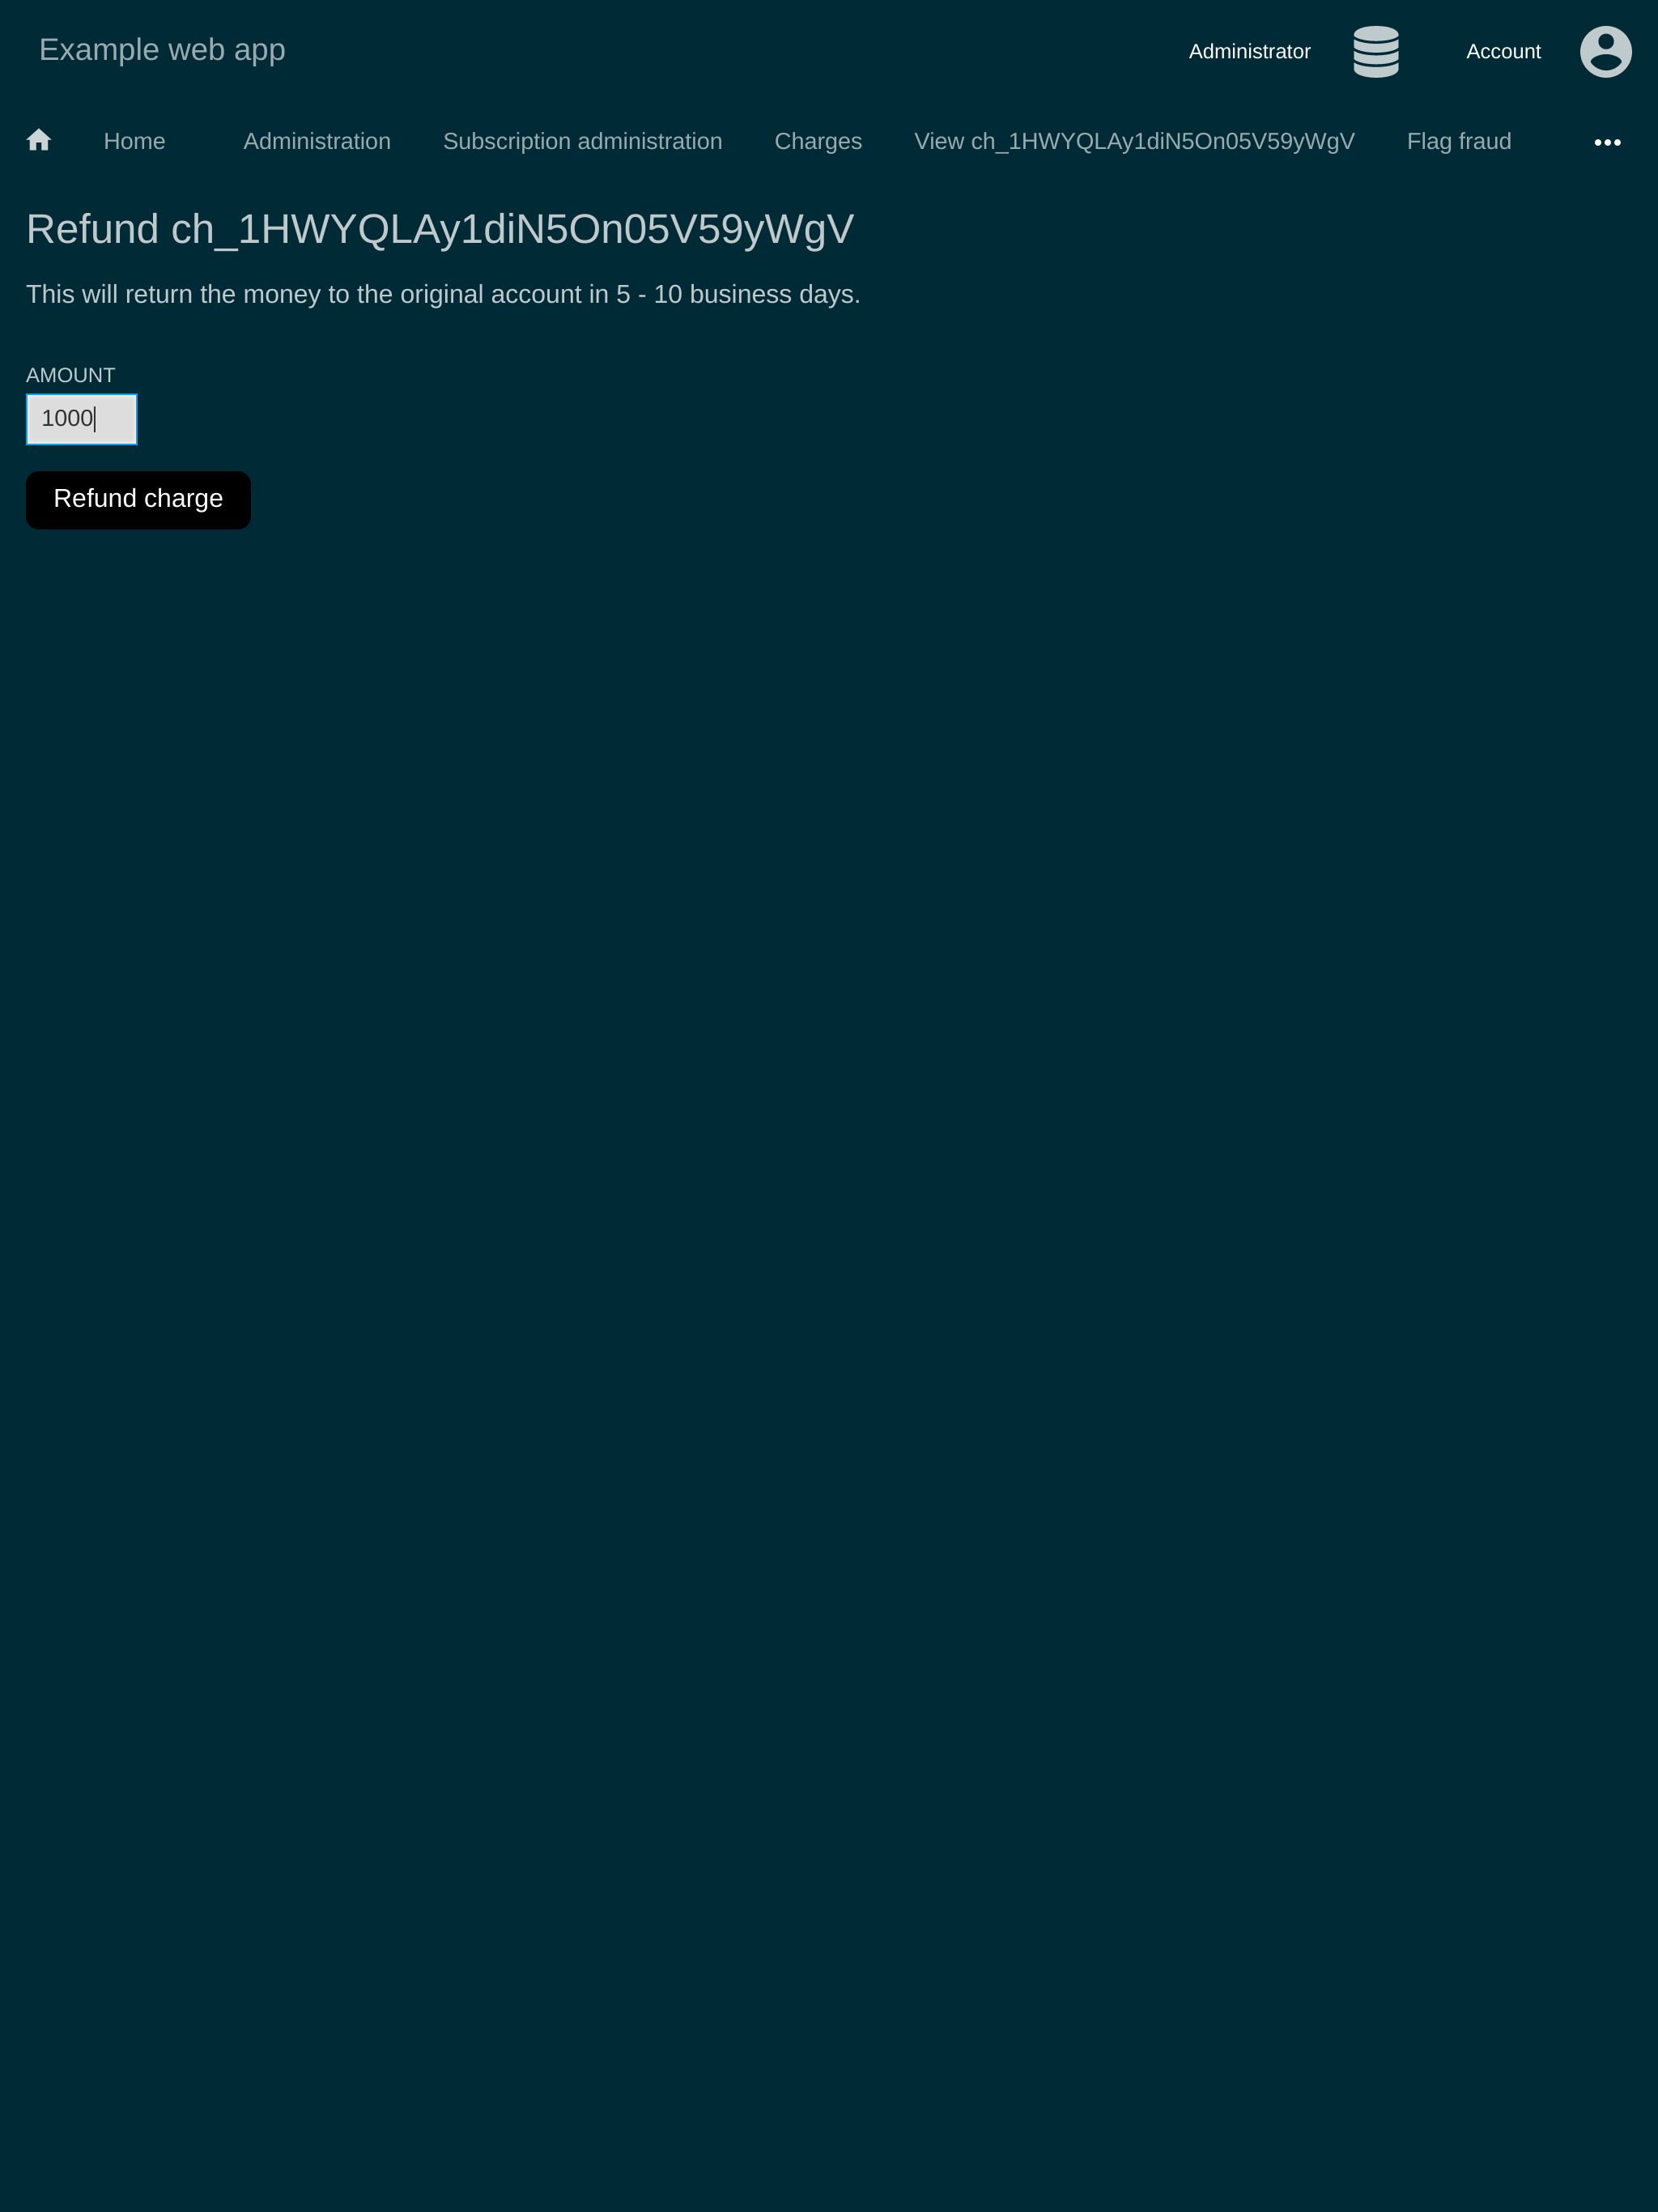 Example web app
Administrator
Account
Home
Administration
Subscription administration
Charges
View ch_1HWYQLAy1diN5On05V59yWgV
Flag fraud
Refund ch_1HWYQLAy1diN5On05V59yWgV
This will return the money to the original account in 5 - 10 business days.
AMOUNT
1000
Refund charge